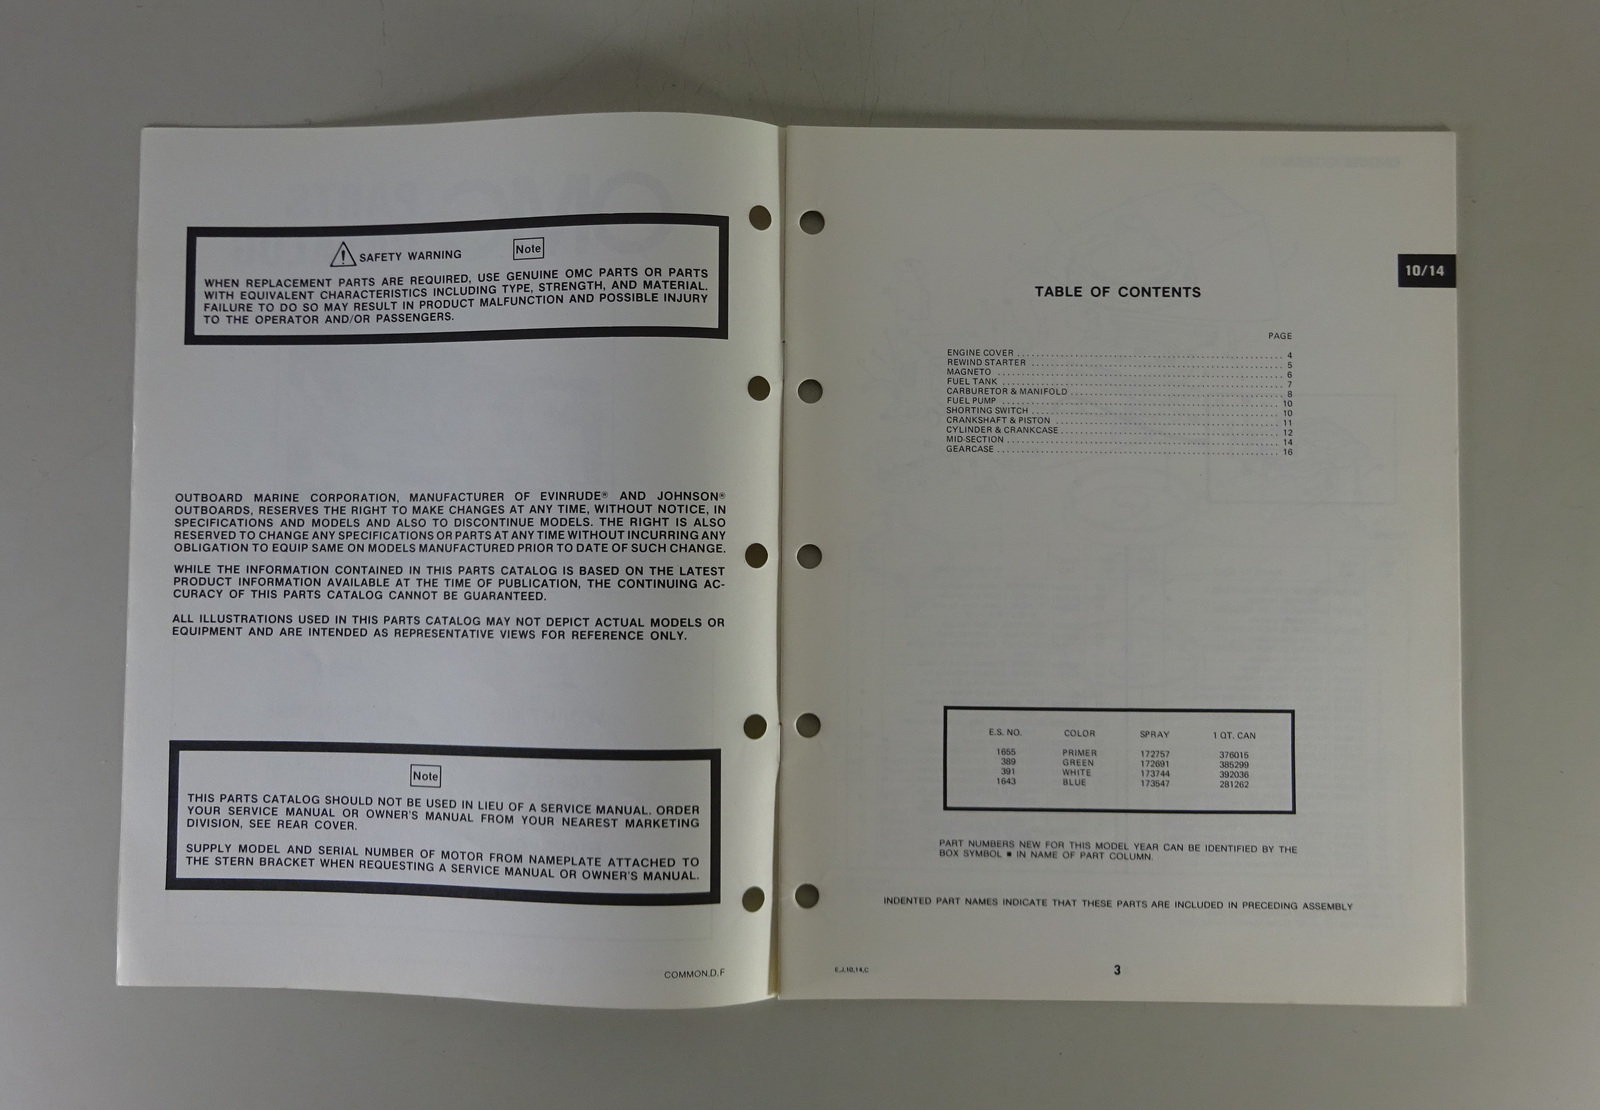 SAFETY WARNING Note
WHEN REPLACEMENT PARTS ARE REQUIRED, USE GENUINE OMC PARTS OR PARTS
WITH EQUIVALENT CHARACTERISTICS INCLUDING TYPE, STRENGTH, AND MATERIAL.
FAILURE TO DO SO MAY RESULT IN PRODUCT MALFUNCTION AND POSSIBLE INJURY
TO THE OPERATOR AND/OR PASSENGERS.
OUTBOARD MARINE CORPORATION, MANUFACTURER OF EVINRUDE® AND JOHNSON®
OUTBOARDS, RESERVES THE RIGHT TO MAKE CHANGES AT ANY TIME, WITHOUT NOTICE, IN
SPECIFICATIONS AND MODELS AND ALSO TO DISCONTINUE MODELS. THE RIGHT IS ALSO
RESERVED TO CHANGE ANY SPECIFICATIONS OR PARTS AT ANY TIME WITHOUT INCURRING ANY
OBLIGATION TO EQUIP SAME ON MODELS MANUFACTURED PRIOR TO DATE OF SUCH CHANGE.
WHILE THE INFORMATION CONTAINED IN THIS PARTS CATALOG IS BASED ON THE LATEST
PRODUCT INFORMATION AVAILABLE AT THE TIME OF PUBLICATION, THE CONTINUING AC-
CURACY OF THIS PARTS CATALOG CANNOT BE GUARANTEED.
ALL ILLUSTRATIONS USED IN THIS PARTS CATALOG MAY NOT DEPICT ACTUAL MODELS OR
EQUIPMENT AND ARE INTENDED AS REPRESENTATIVE VIEWS FOR REFERENCE ONLY.
Note
THIS PARTS CATALOG SHOULD NOT BE USED IN LIEU OF A SERVICE MANUAL. ORDER
YOUR SERVICE MANUAL OR OWNER'S MANUAL FROM YOUR NEAREST MARKETING
DIVISION, SEE REAR COVER.
SUPPLY MODEL AND SERIAL NUMBER OF MOTOR FROM NAMEPLATE ATTACHED TO
THE STERN BRACKET WHEN REQUESTING A SERVICE MANUAL OR OWNER'S MANUAL.
COMMON.D.F
10/14
TABLE OF CONTENTS
PAGE
ENGINE COVER 4
REWIND STARTER 5
MAGNETO 6
FUEL TANK 7
CARBURETOR & MANIFOLD 8
FUEL PUMP 10
SHORTING SWITCH 10
CRANKSHAFT & PISTON 11
CYLINDER & CRANKCASE 12
MID-SECTION 14
GEARCASE 16
E.S. NO. COLOR SPRAY 1 QT. CAN
1655 PRIMER 172757 376015
389 GREEN 172691 385299
391 WHITE 173744 392036
1643 BLUE 173547 281262
PART NUMBERS NEW FOR THIS MODEL YEAR CAN BE IDENTIFIED BY THE
BOX SYMBOL ■ IN NAME OF PART COLUMN.
INDENTED PART NAMES INDICATE THAT THESE PARTS ARE INCLUDED IN PRECEDING ASSEMBLY
E.J.10,14,C
3